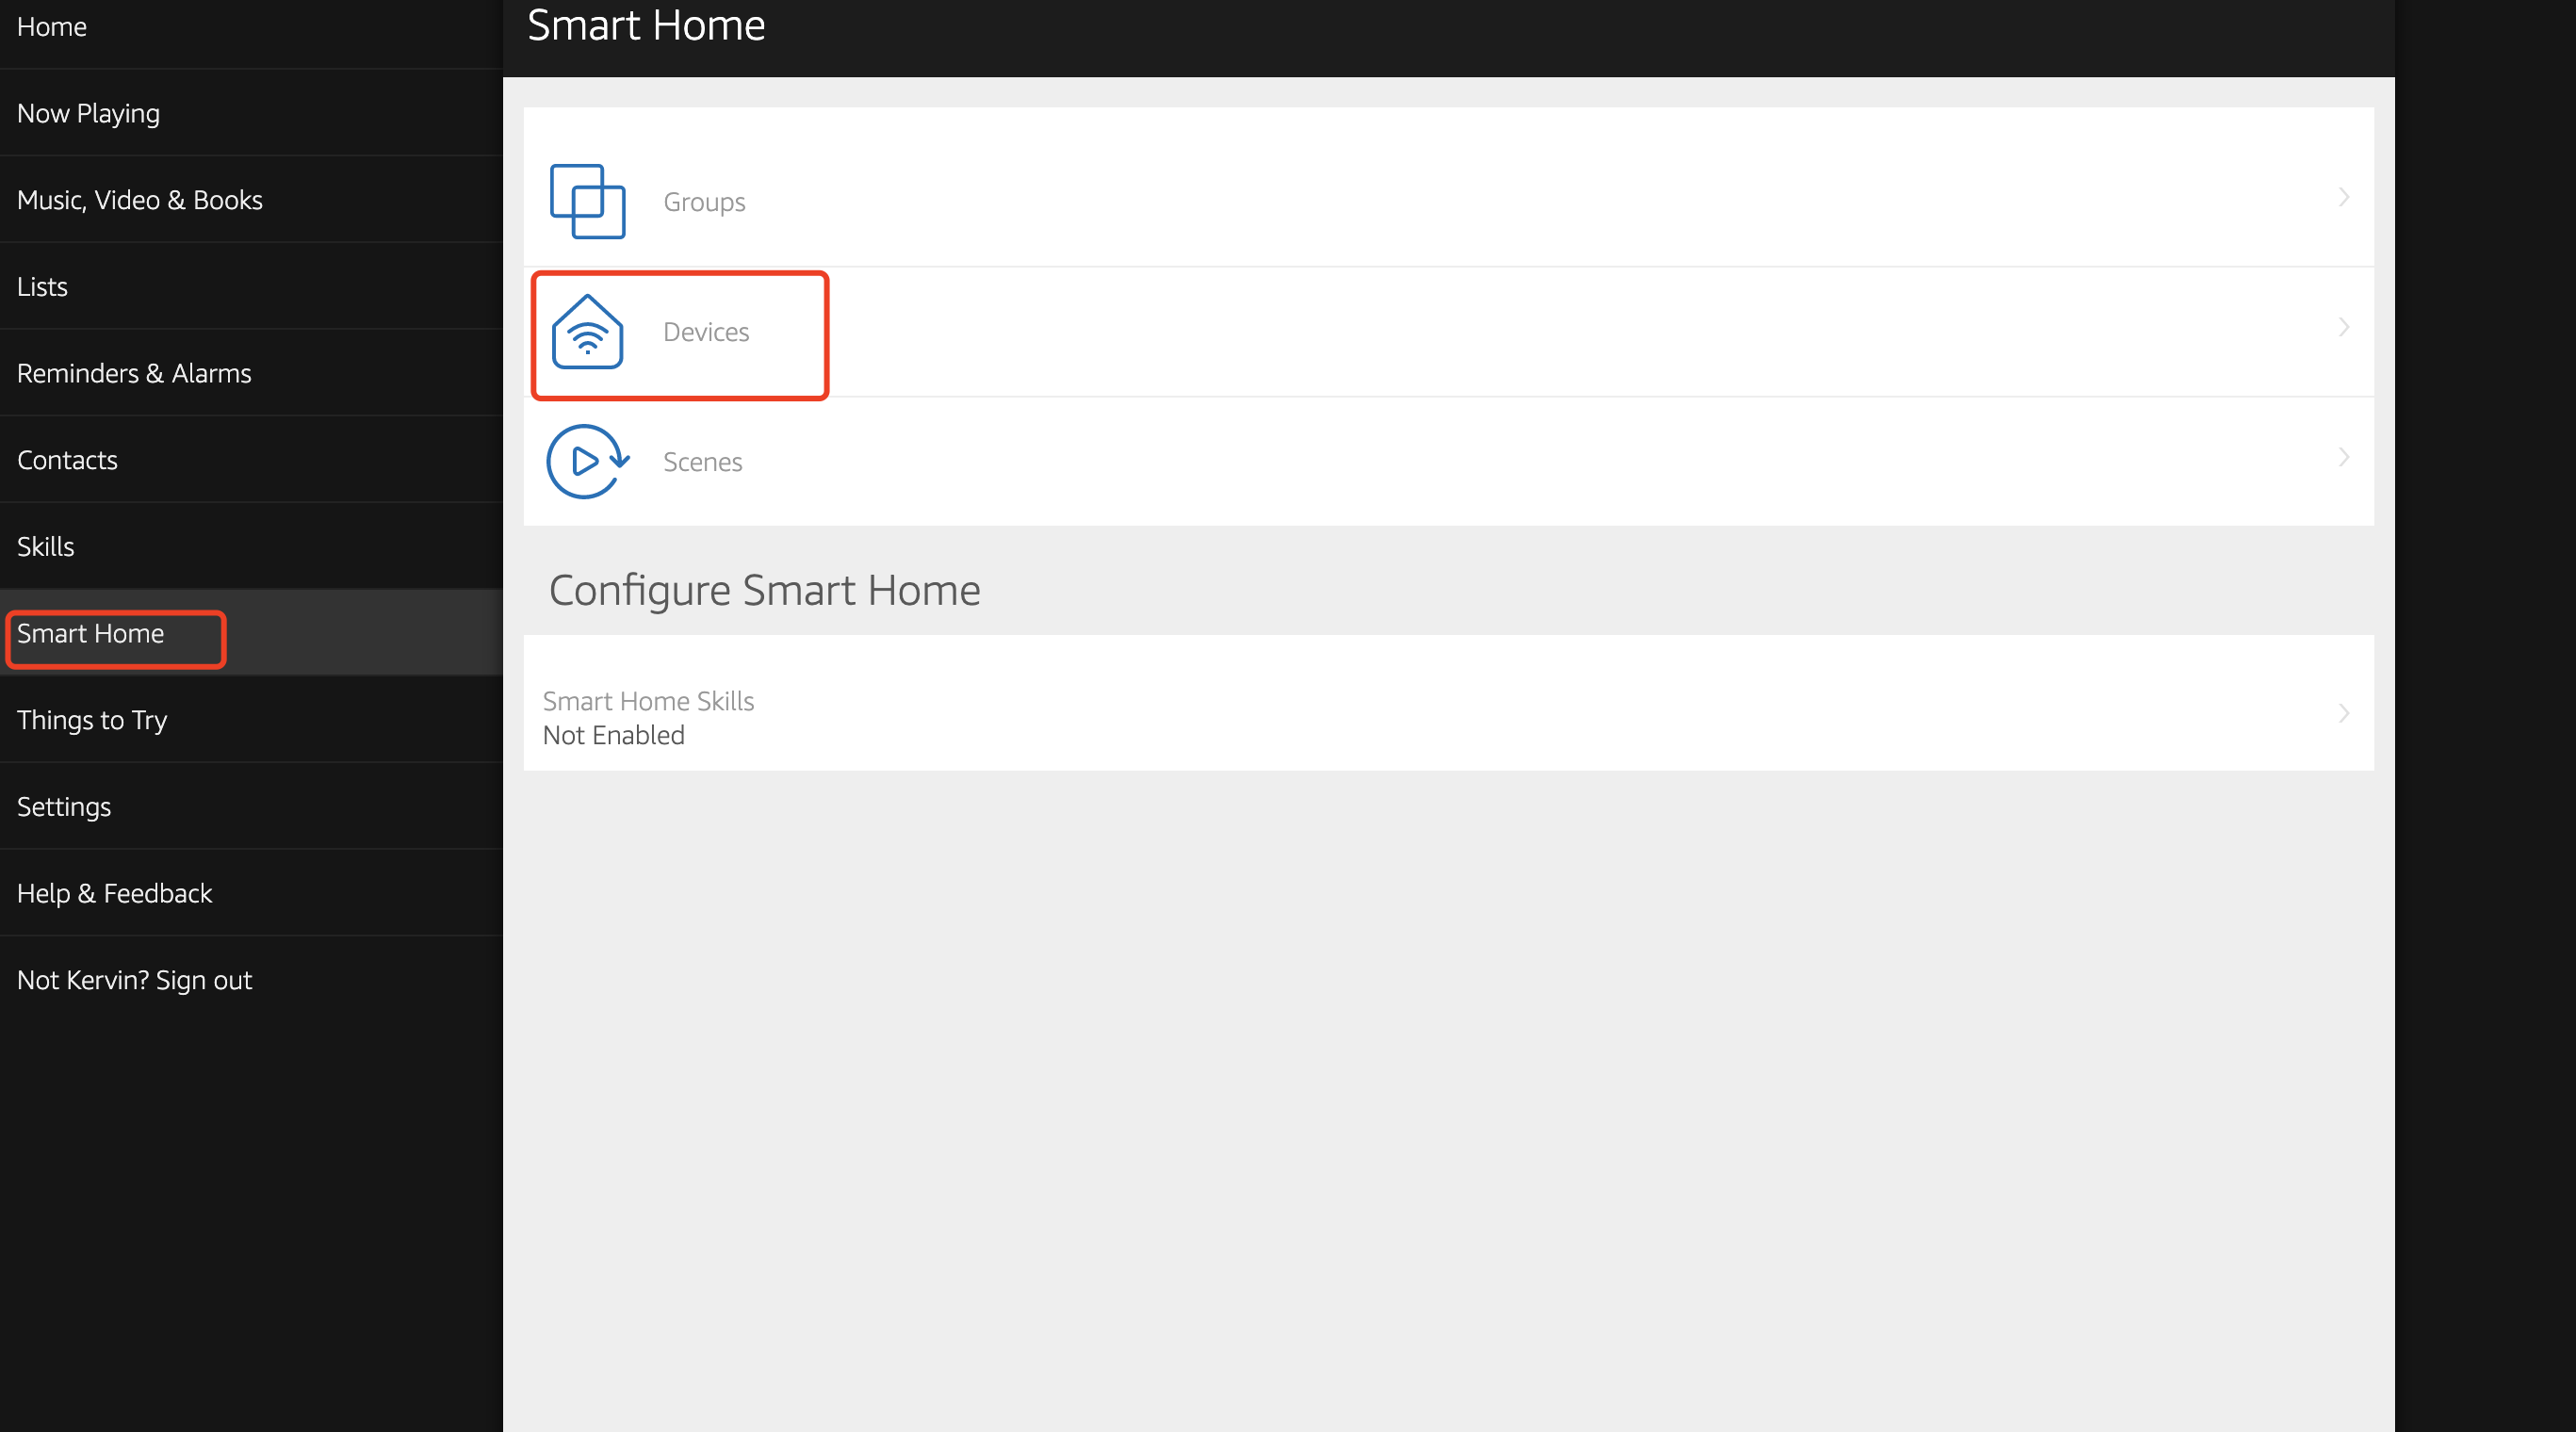 Home
Now Playing
Music, Video & Books
Lists
Reminders & Alarms
Contacts
Skills
Smart Home
Things to Try
Settings
Help & Feedback
Not Kervin? Sign out
Smart Home
Groups
Devices
Scenes
Configure Smart Home
Smart Home Skills
Not Enabled